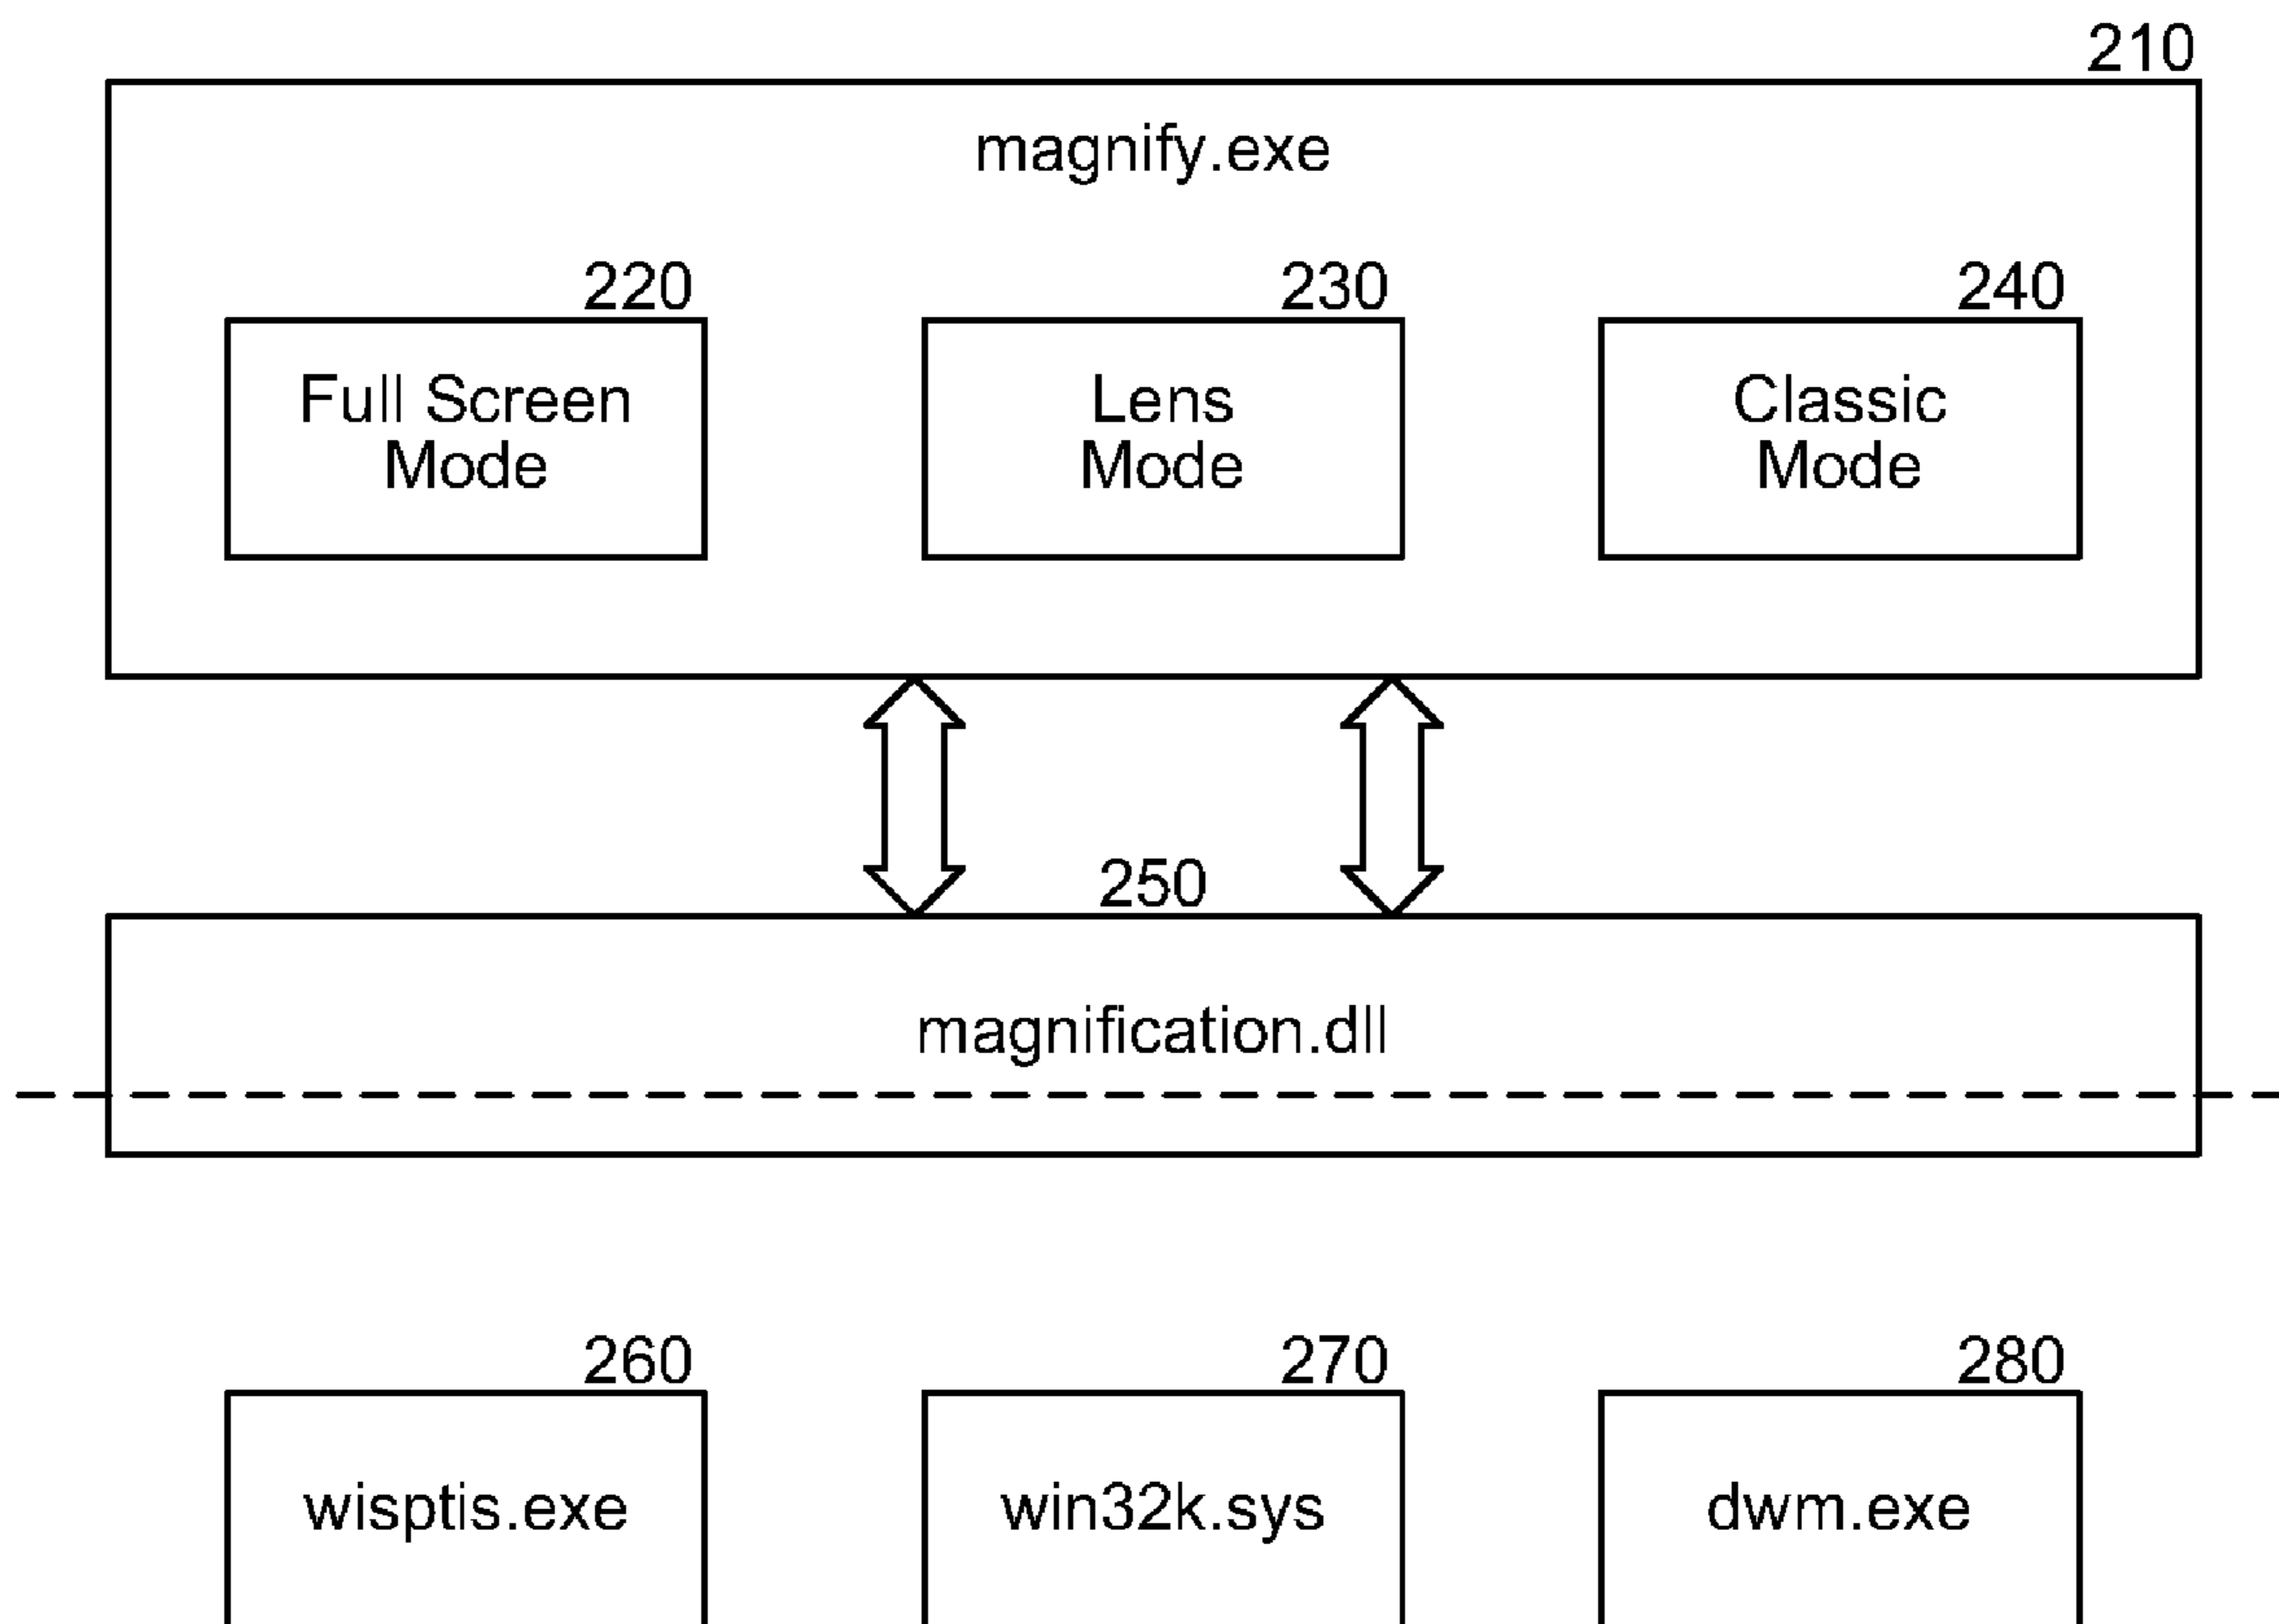 210
magnify.exe
220
230
240
Full Screen
Mode
Lens
Mode
Classic
Mode
250
magnification.dll
260
270
280
wisptis.exe
win32k.sys
dwm.exe